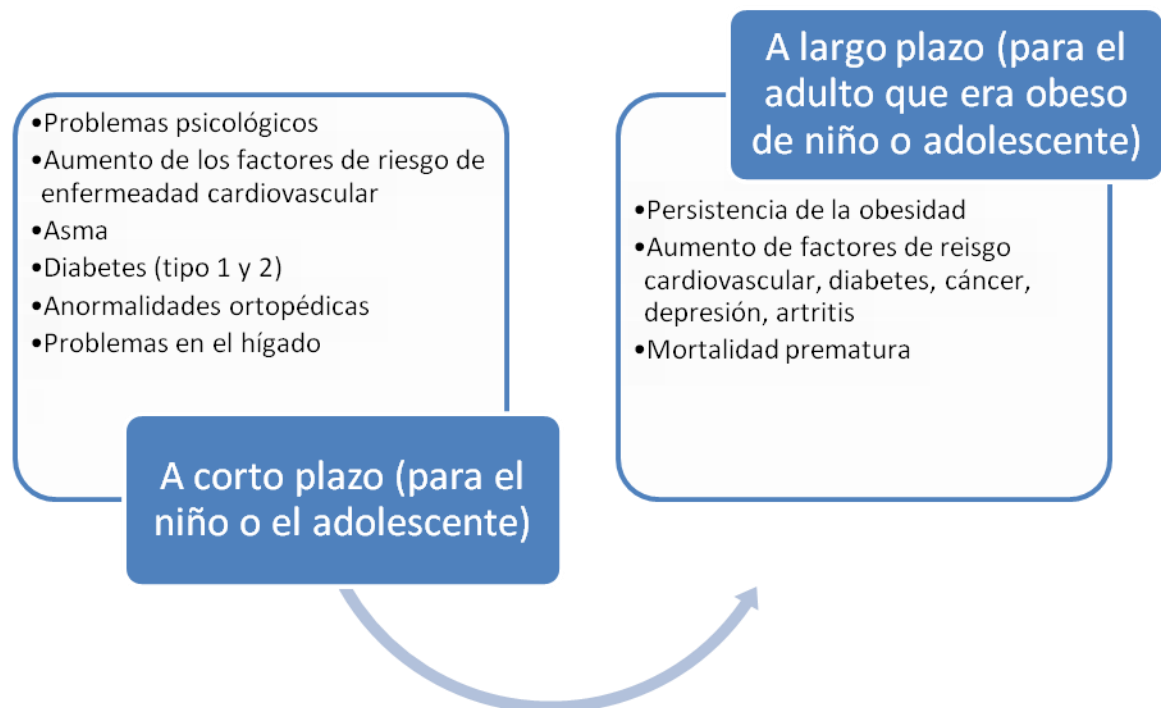 •Problemas psicológicos
•Aumento de los factores de riesgo de
enfermeadad cardiovascular
•Asma
•Diabetes (tipo 1 y 2)
•Anormalidades ortopédicas
•Problemas en el hígado
A corto plazo (para el
niño o el adolescente)
A largo plazo (para el
adulto que era obeso
de niño o adolescente)
•Persistencia de la obesidad
•Aumento de factores de reisgo
cardiovascular, diabetes, cáncer,
depresión, artritis
•Mortalidad prematura